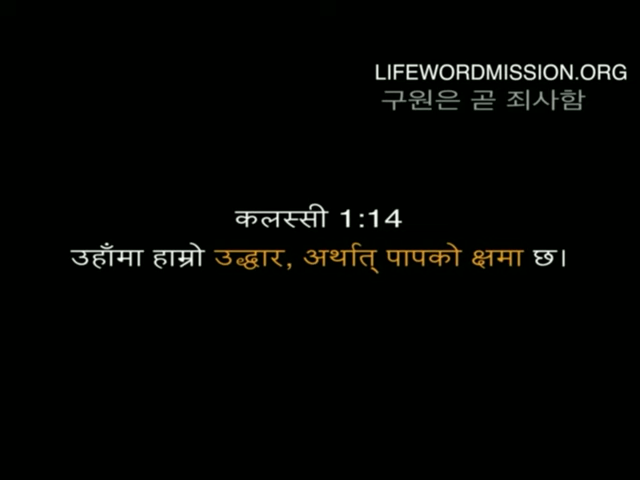 LIFEWORDMISSION.ORG
구원은 곧 죄사함
कलस्सी 1:14
उहाँमा हाम्रो उद्धार, अर्थात् पापको क्षमा छ।